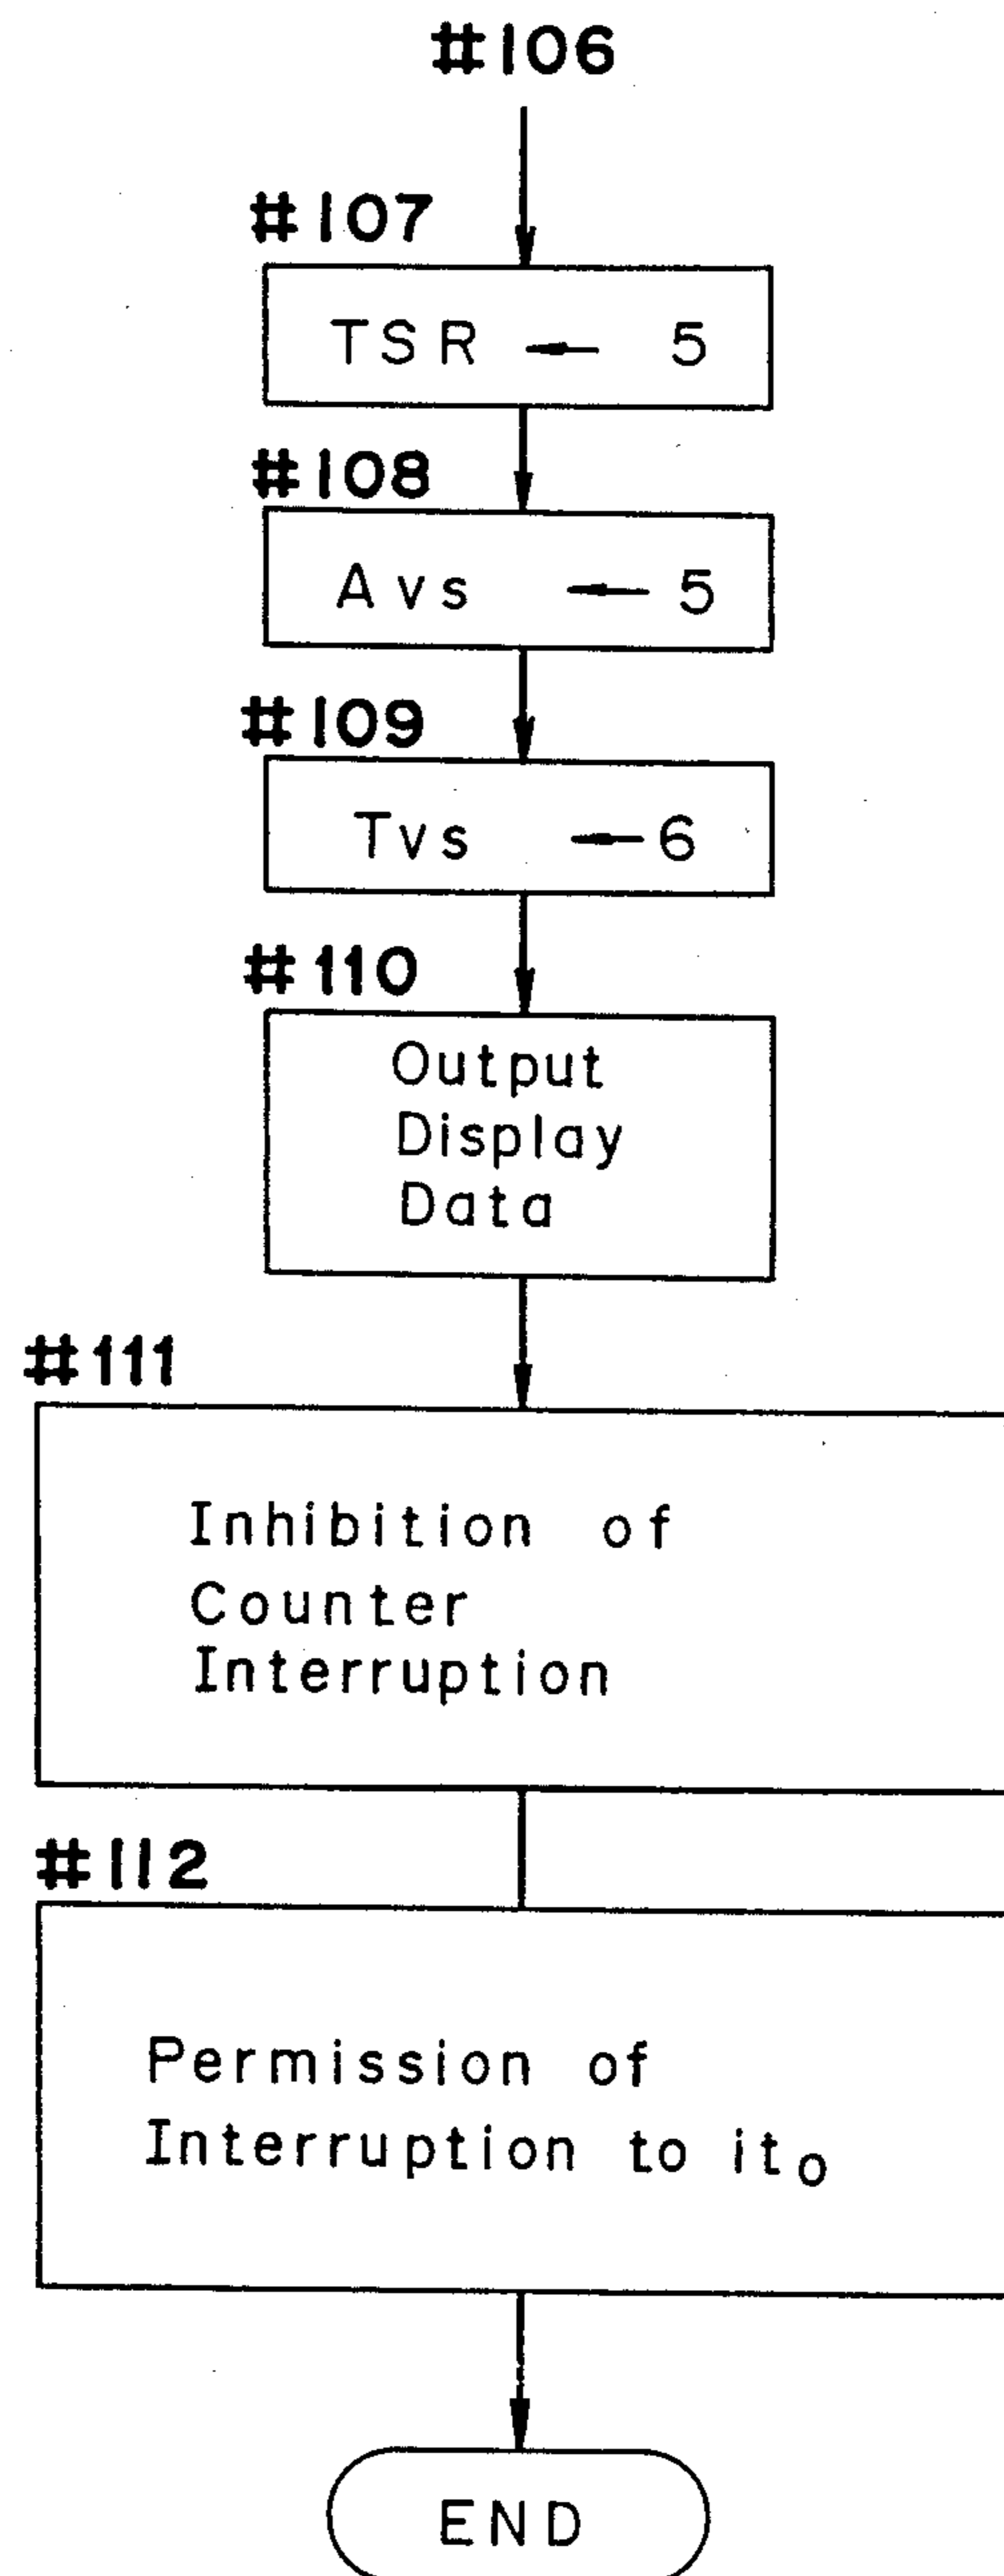 #106
#107
TSR ← 5
#108
Avs ← 5
#109
Tvs ← 6
#110
Output
Display
Data
#111
Inhibition of
Counter
Interruption
#112
Permission of
Interruption to it₀
END